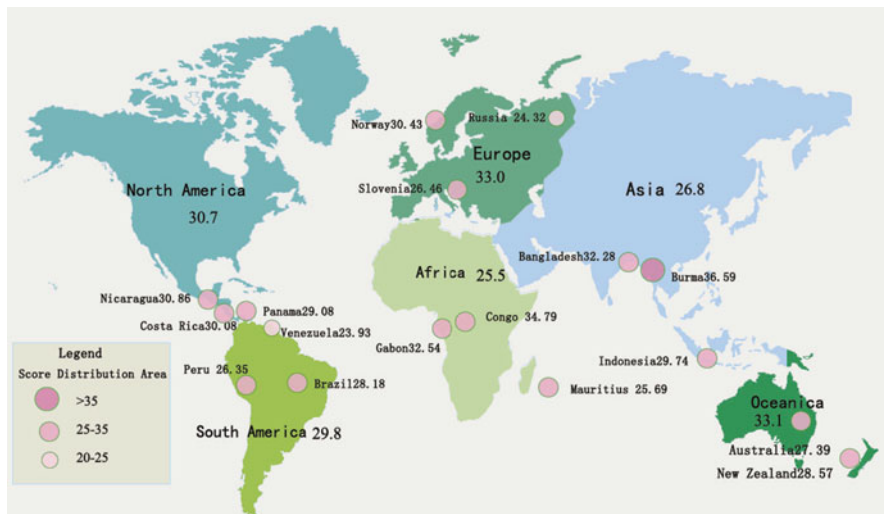 Norway30.43
Russia 24.32
Europe
33.0
North America
30.7
Slovenia26.46
Asia 26.8
Bangladesh32.28
Africa 25.5
Burma36.59
Nicaragua30.86
Panama29.08
Costa Rica30.08
Venezuela23.93
Congo 34.79
Gabon32.54
Legend
Score Distribution Area
>35
25-35
20-25
Peru 26.35
Brazil28.18
South America 29.8
Indonesia29.74
Mauritius 25.69
Oceanica
33.1
Australia27.39
New Zealand28.57